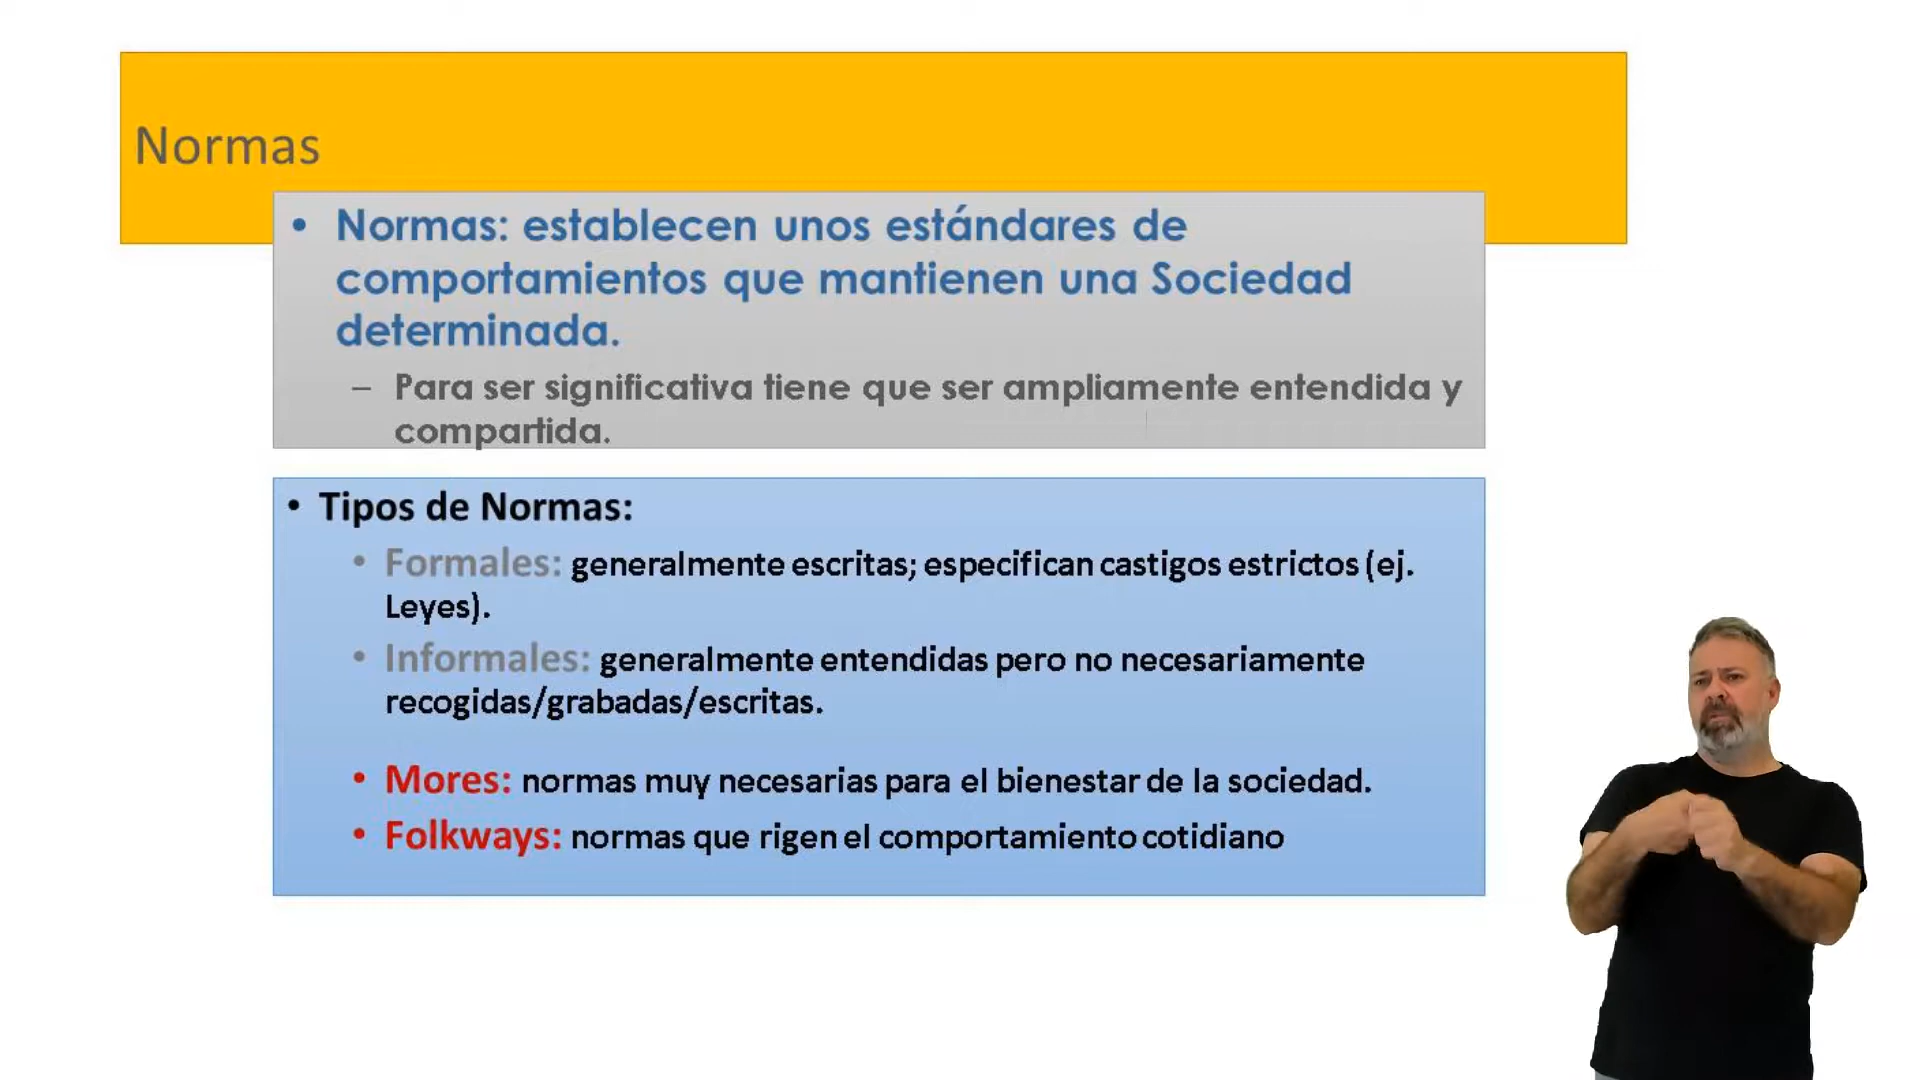 Normas
• Normas: establecen unos estándares de
comportamientos que mantienen una Sociedad
determinada.
– Para ser significativa tiene que ser ampliamente entendida y
compartida.
• Tipos de Normas:
• Formales: generalmente escritas; especifican castigos estrictos (ej.
Leyes).
• Informales: generalmente entendidas pero no necesariamente
recogidas/grabadas/escritas.
• Mores: normas muy necesarias para el bienestar de la sociedad.
• Folkways: normas que rigen el comportamiento cotidiano